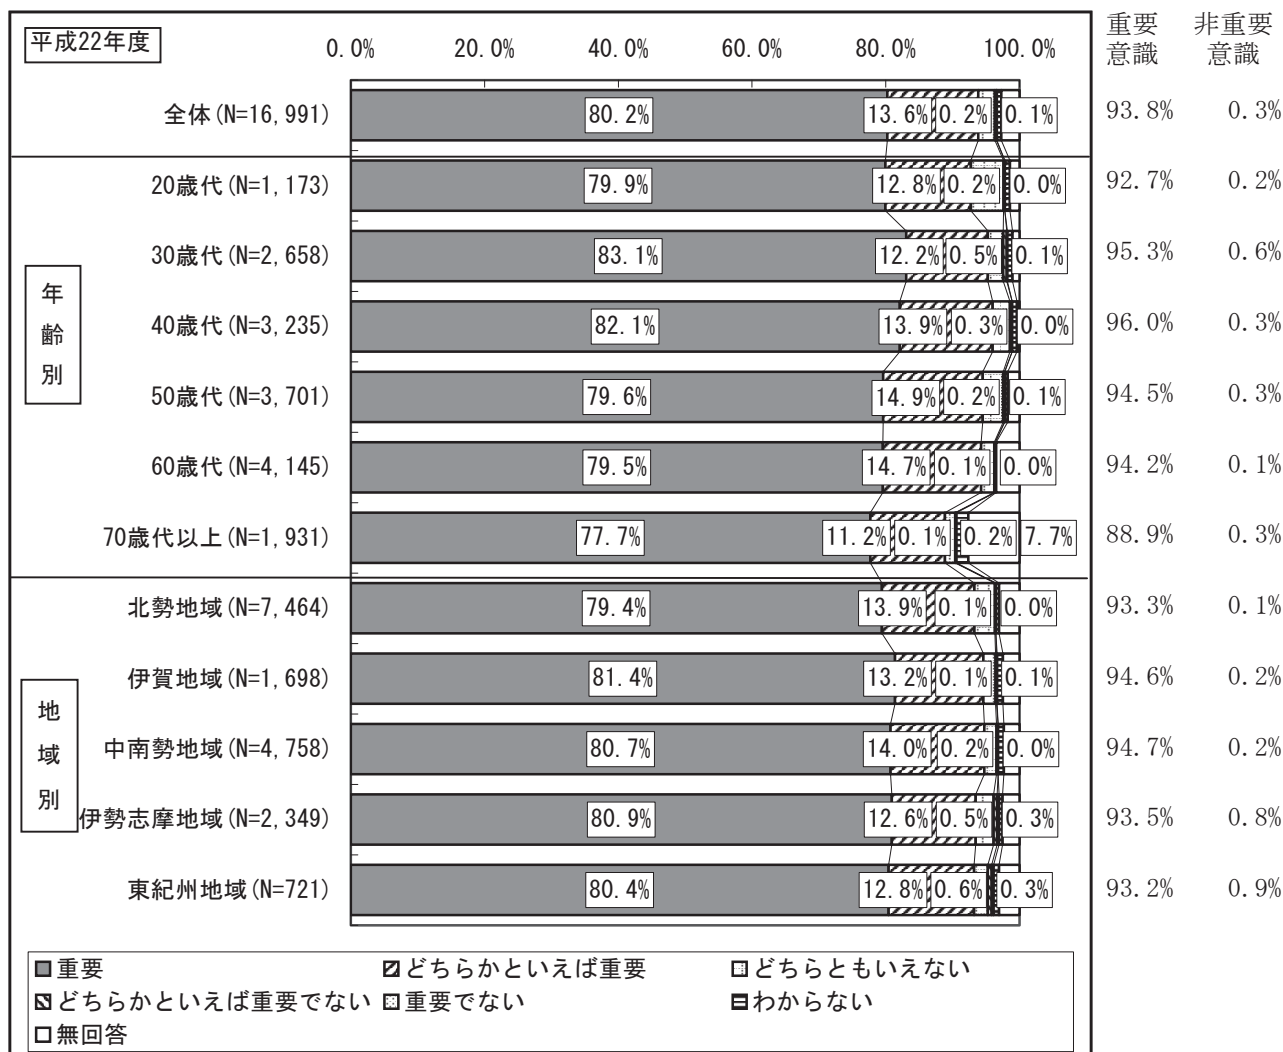 平成22年度
0.0% 20.0% 40.0% 60.0% 80.0% 100.0%
重要意識 非重要意識
全体(N=16,991) 80.2% 13.6% 0.2% 0.1% 93.8% 0.3%
年齢別
20歳代(N=1,173) 79.9% 12.8% 0.2% 0.0% 92.7% 0.2%
30歳代(N=2,658) 83.1% 12.2% 0.5% 0.1% 95.3% 0.6%
40歳代(N=3,235) 82.1% 13.9% 0.3% 0.0% 96.0% 0.3%
50歳代(N=3,701) 79.6% 14.9% 0.2% 0.1% 94.5% 0.3%
60歳代(N=4,145) 79.5% 14.7% 0.1% 0.0% 94.2% 0.1%
70歳代以上(N=1,931) 77.7% 11.2% 0.1% 0.2% 7.7% 88.9% 0.3%
地域別
北勢地域(N=7,464) 79.4% 13.9% 0.1% 0.0% 93.3% 0.1%
伊賀地域(N=1,698) 81.4% 13.2% 0.1% 0.1% 94.6% 0.2%
中南勢地域(N=4,758) 80.7% 14.0% 0.2% 0.0% 94.7% 0.2%
伊勢志摩地域(N=2,349) 80.9% 12.6% 0.5% 0.3% 93.5% 0.8%
東紀州地域(N=721) 80.4% 12.8% 0.6% 0.3% 93.2% 0.9%
重要 どちらかといえば重要 どちらともいえない
どちらかといえば重要でない 重要でない わからない
無回答